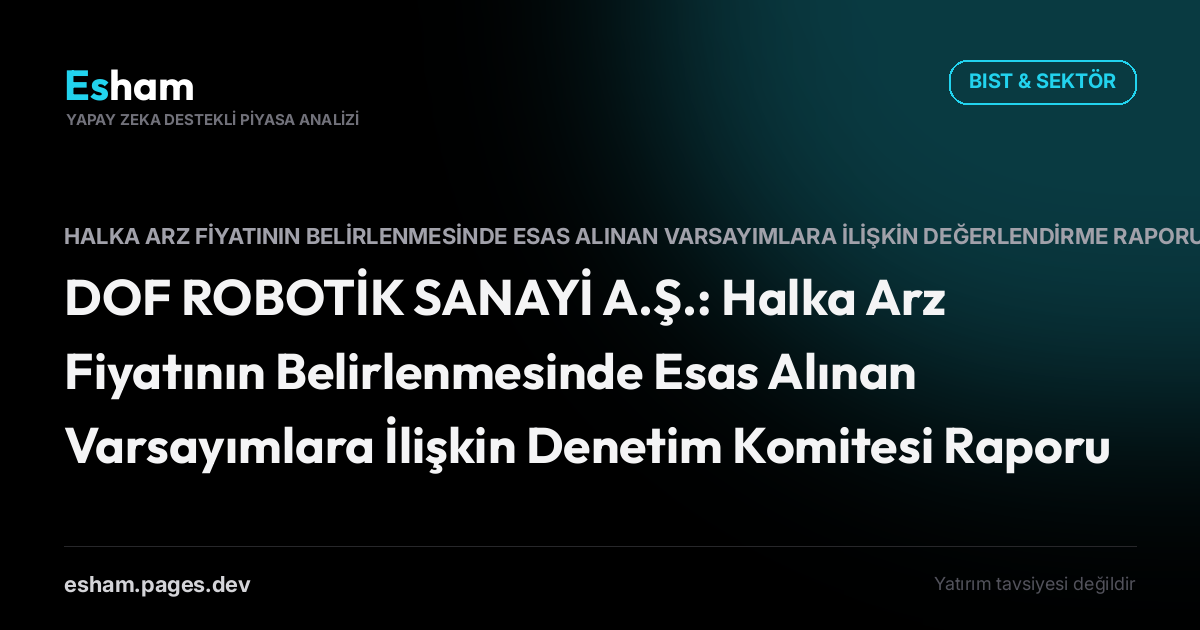 Esham
BIST & SEKTÖR
YAPAY ZEKA DESTEKLİ PİYASA ANALİZİ
HALKA ARZ FİYATININ BELİRLENMESİNDE ESAS ALINAN VARSAYIMLARA İLİŞKİN DEĞERLENDİRME RAPORU
DOF ROBOTİK SANAYİ A.Ş.: Halka Arz
Fiyatının Belirlenmesinde Esas Alınan
Varsayımlara İlişkin Denetim Komitesi Raporu
esham.pages.dev
Yatırım tavsiyesi değildir